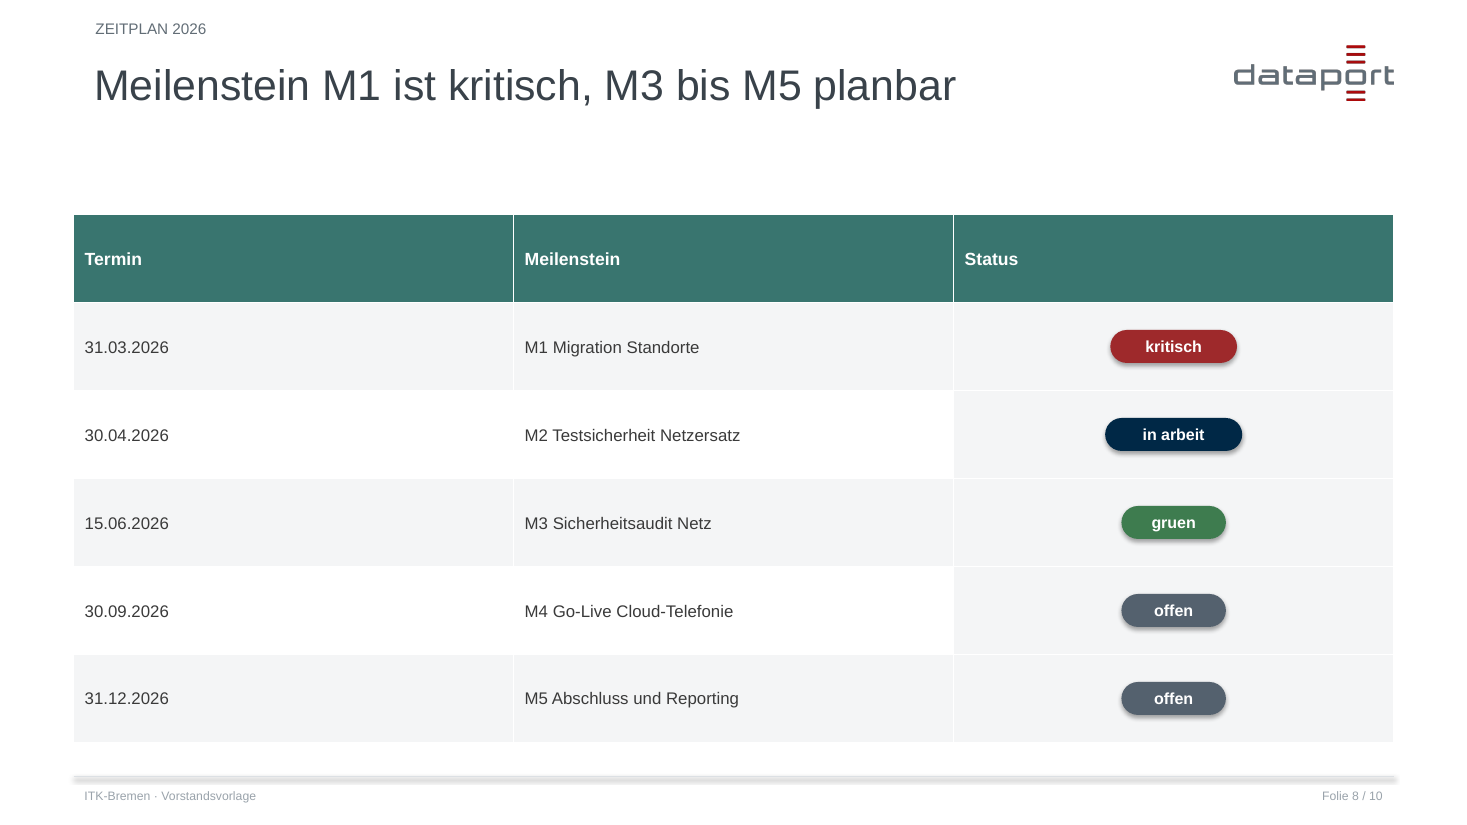 ZEITPLAN 2026
Meilenstein M1 ist kritisch, M3 bis M5 planbar
dataport
Termin Meilenstein Status
31.03.2026 M1 Migration Standorte kritisch
30.04.2026 M2 Testsicherheit Netzersatz in arbeit
15.06.2026 M3 Sicherheitsaudit Netz gruen
30.09.2026 M4 Go-Live Cloud-Telefonie offen
31.12.2026 M5 Abschluss und Reporting offen
ITK-Bremen · Vorstandsvorlage Folie 8 / 10